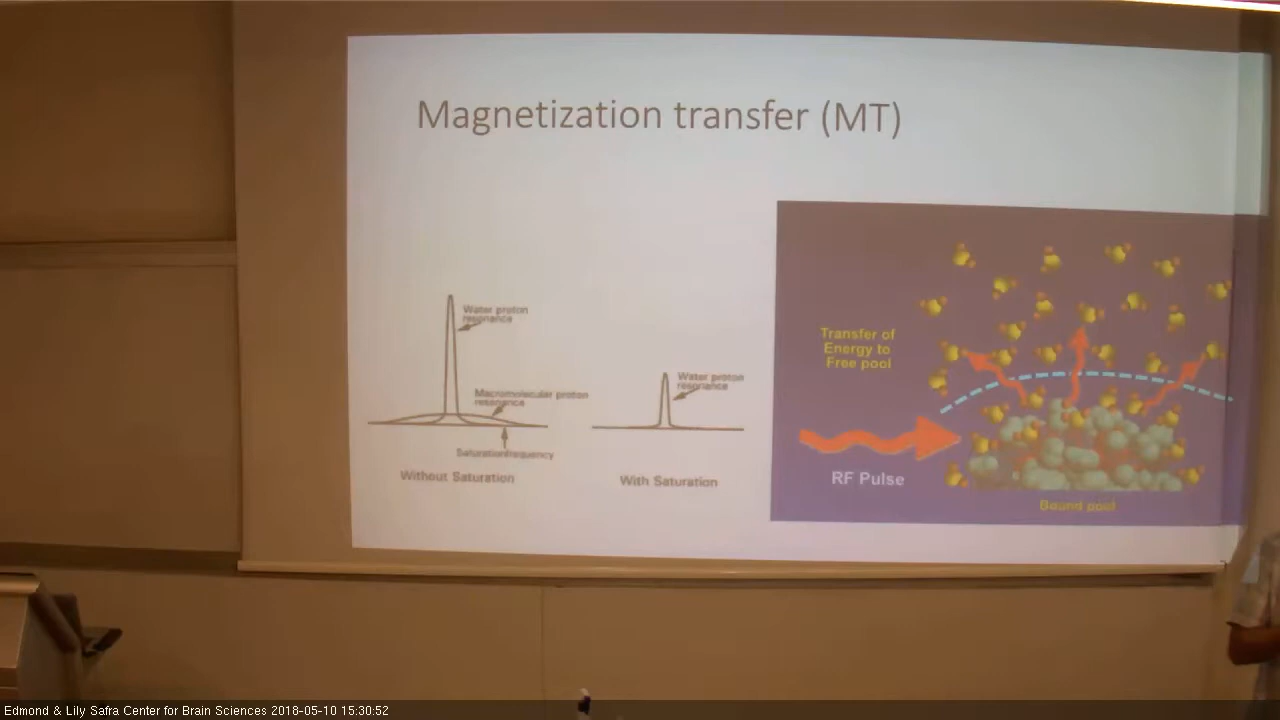 Magnetization transfer (MT)
Water proton
resonance
Macromolecular proton
resonance
Saturationfrequency
Without Saturation
Water proton
resonance
With Saturation
Transfer of
Energy to
Free pool
RF Pulse
Bound pool
Edmond & Lily Safra Center for Brain Sciences 2018-05-10 15:30:52